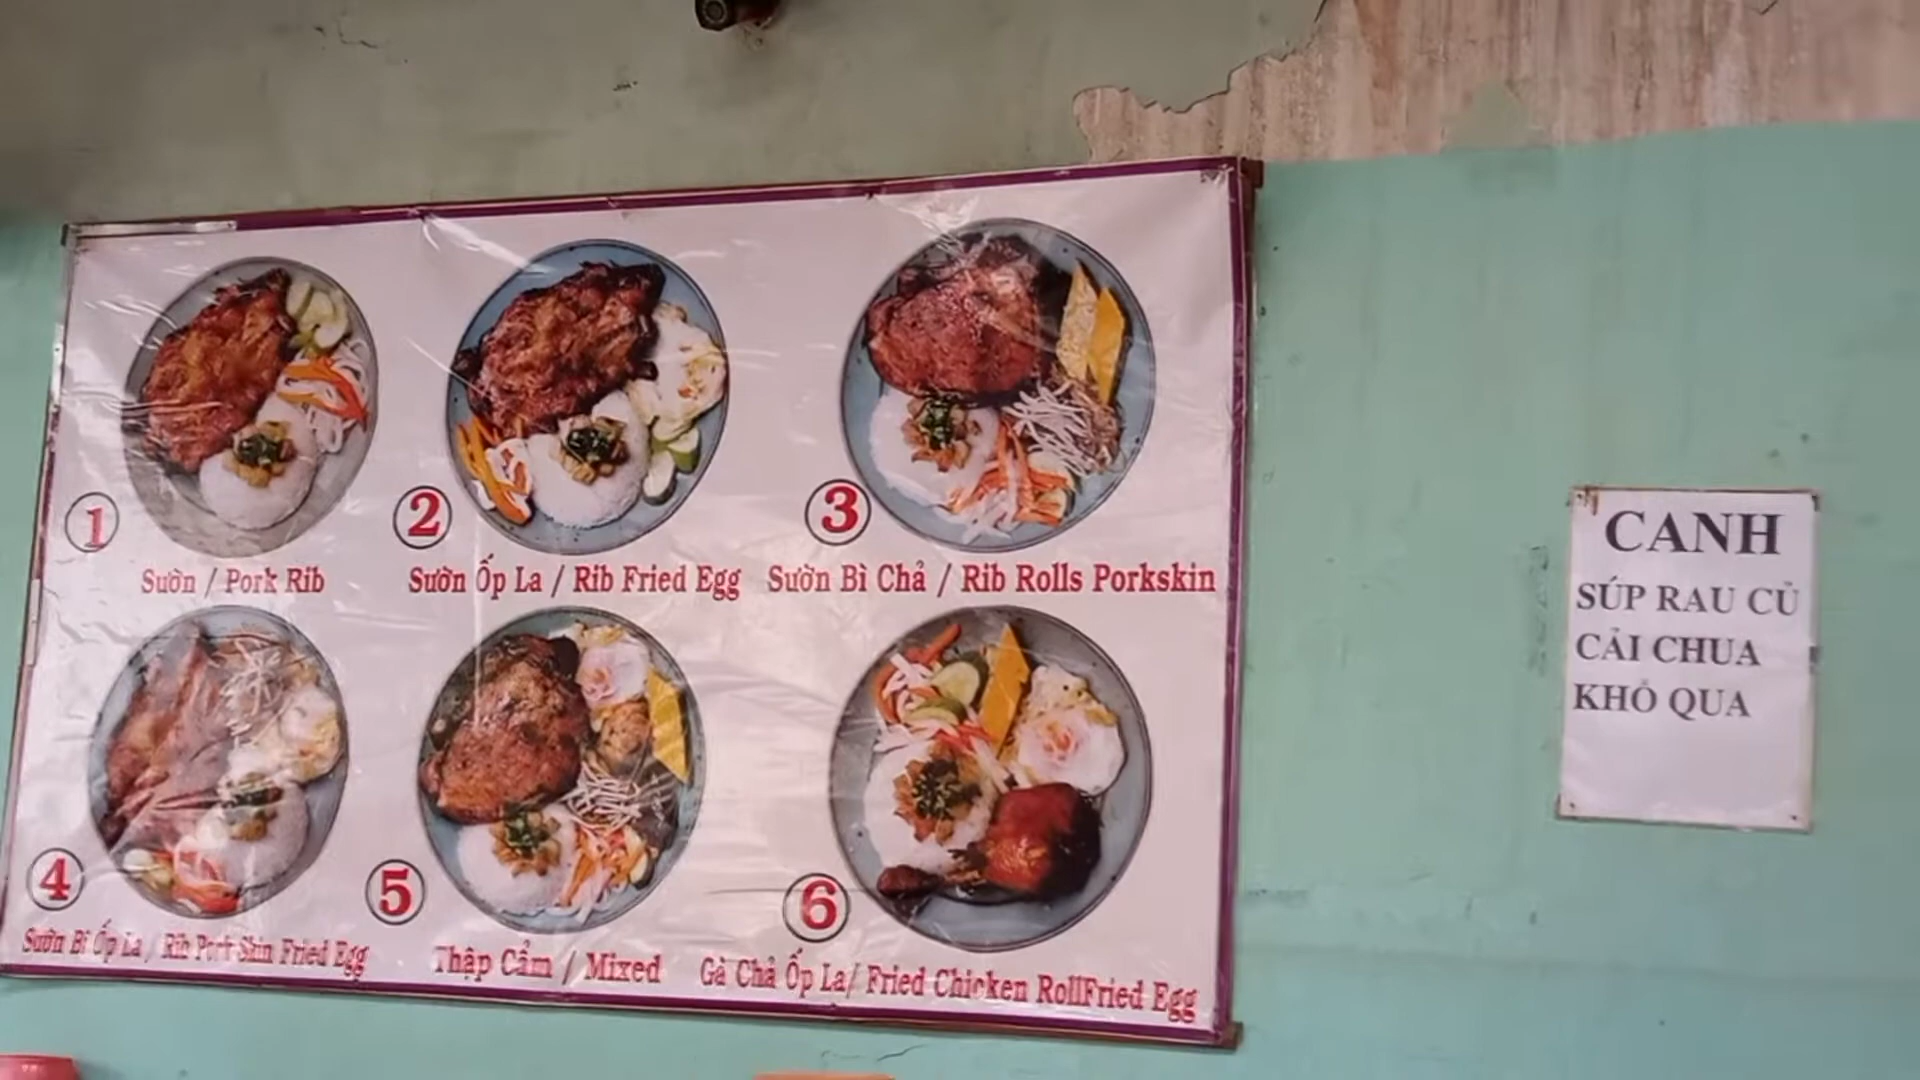 1
Sườn / Pork Rib
2
Sườn Ốp La / Rib Fried Egg
3
Sườn Bì Chả / Rib Rolls Porkskin
4
Sườn Bì Ốp La / Rib Pork Skin Fried Egg
5
Thập Cẩm / Mixed
6
Gà Chả Ốp La/ Fried Chicken RollFried Egg
CANH
SÚP RAU CỦ
CẢI CHUA
KHỔ QUA